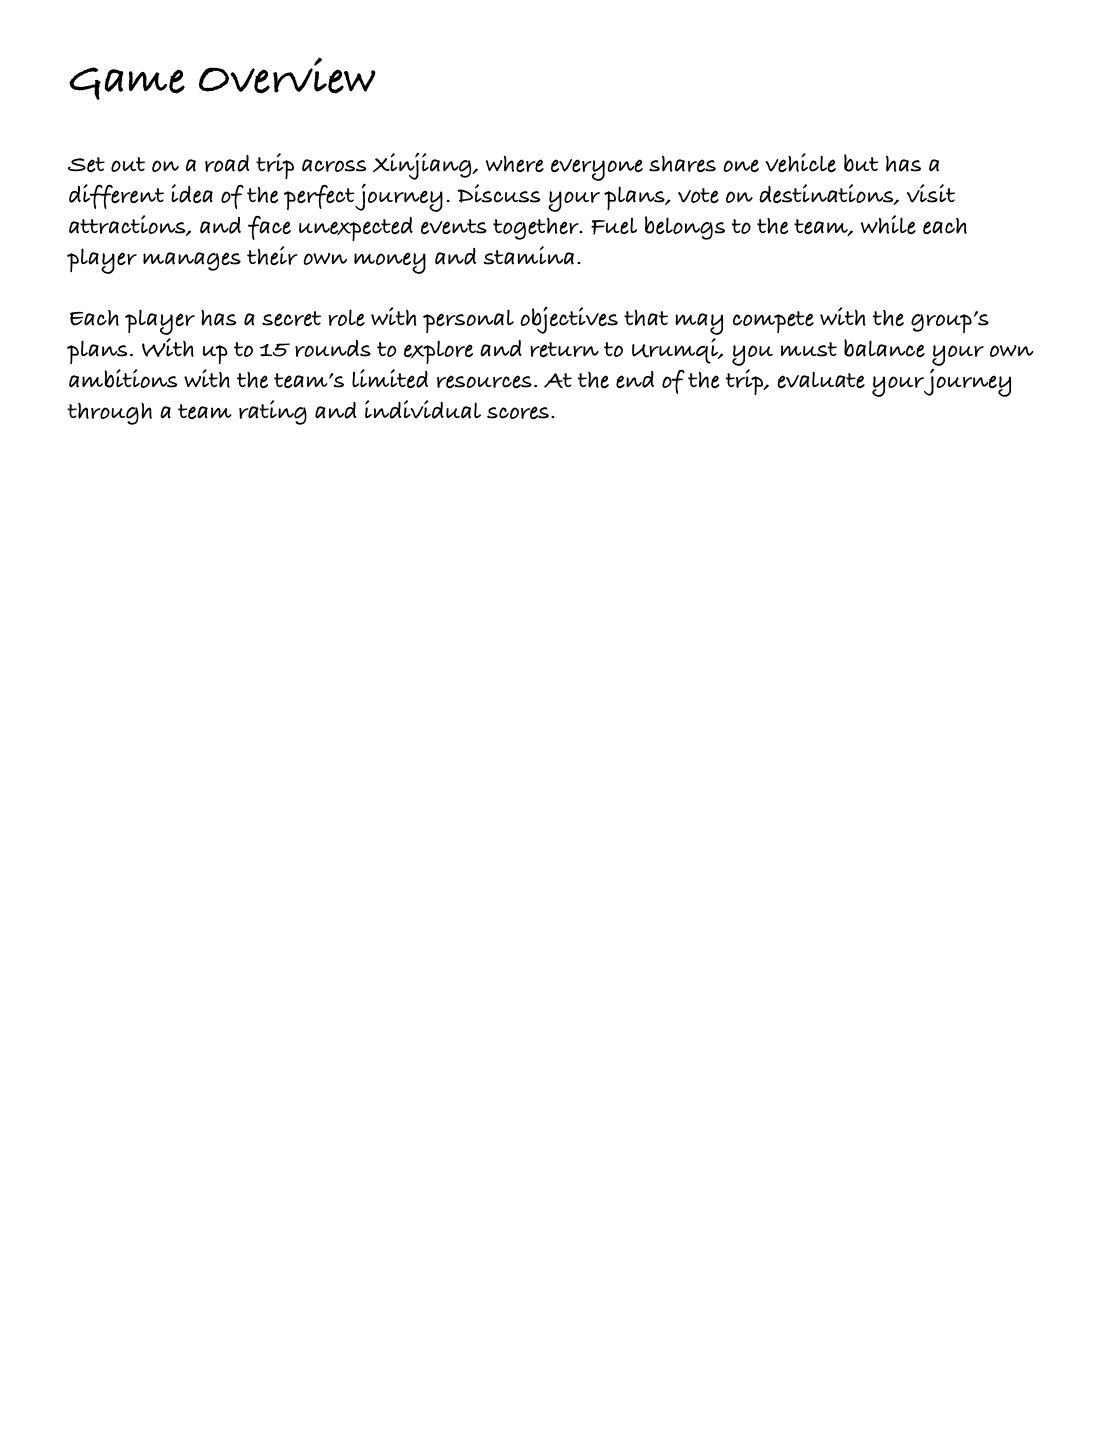 Game Overview
Set out on a road trip across Xinjiang, where everyone shares one vehicle but has a
different idea of the perfect journey. Discuss your plans, vote on destinations, visit
attractions, and face unexpected events together. Fuel belongs to the team, while each
player manages their own money and stamina.
Each player has a secret role with personal objectives that may compete with the group’s
plans. With up to 15 rounds to explore and return to Urumqi, you must balance your own
ambitions with the team’s limited resources. At the end of the trip, evaluate your journey
through a team rating and individual scores.